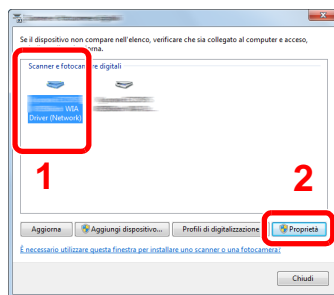 Se il dispositivo non compare nell'elenco, verificare che sia collegato al computer e acceso,
Scanner e fotocamere digitali
WIA
Driver (Network)
1
2
Aggiorna
Aggiungi dispositivo...
Profili di digitalizzazione
Proprietà
È necessario utilizzare questa finestra per installare uno scanner o una fotocamera?
Chiudi